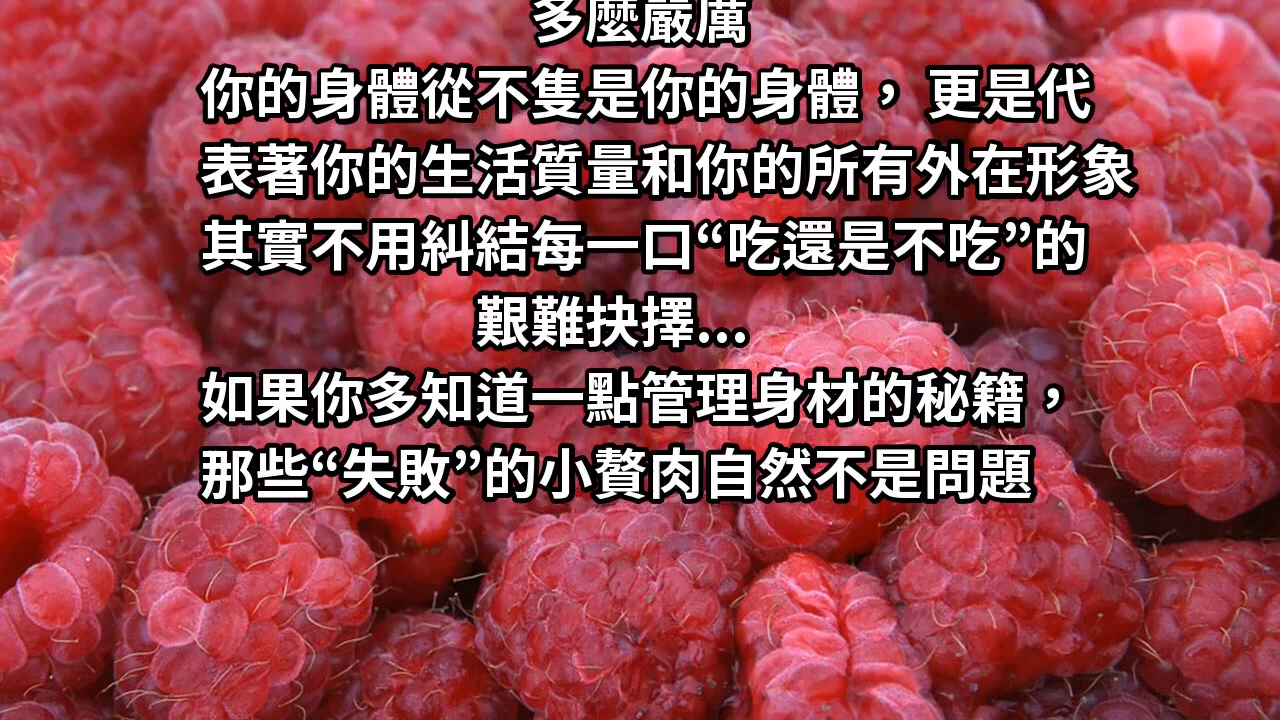 多麼嚴厲
你的身體從不隻是你的身體， 更是代
表著你的生活質量和你的所有外在形象
其實不用糾結每一口“吃還是不吃”的
艱難抉擇...
如果你多知道一點管理身材的秘籍，
那些“失敗”的小贅肉自然不是問題